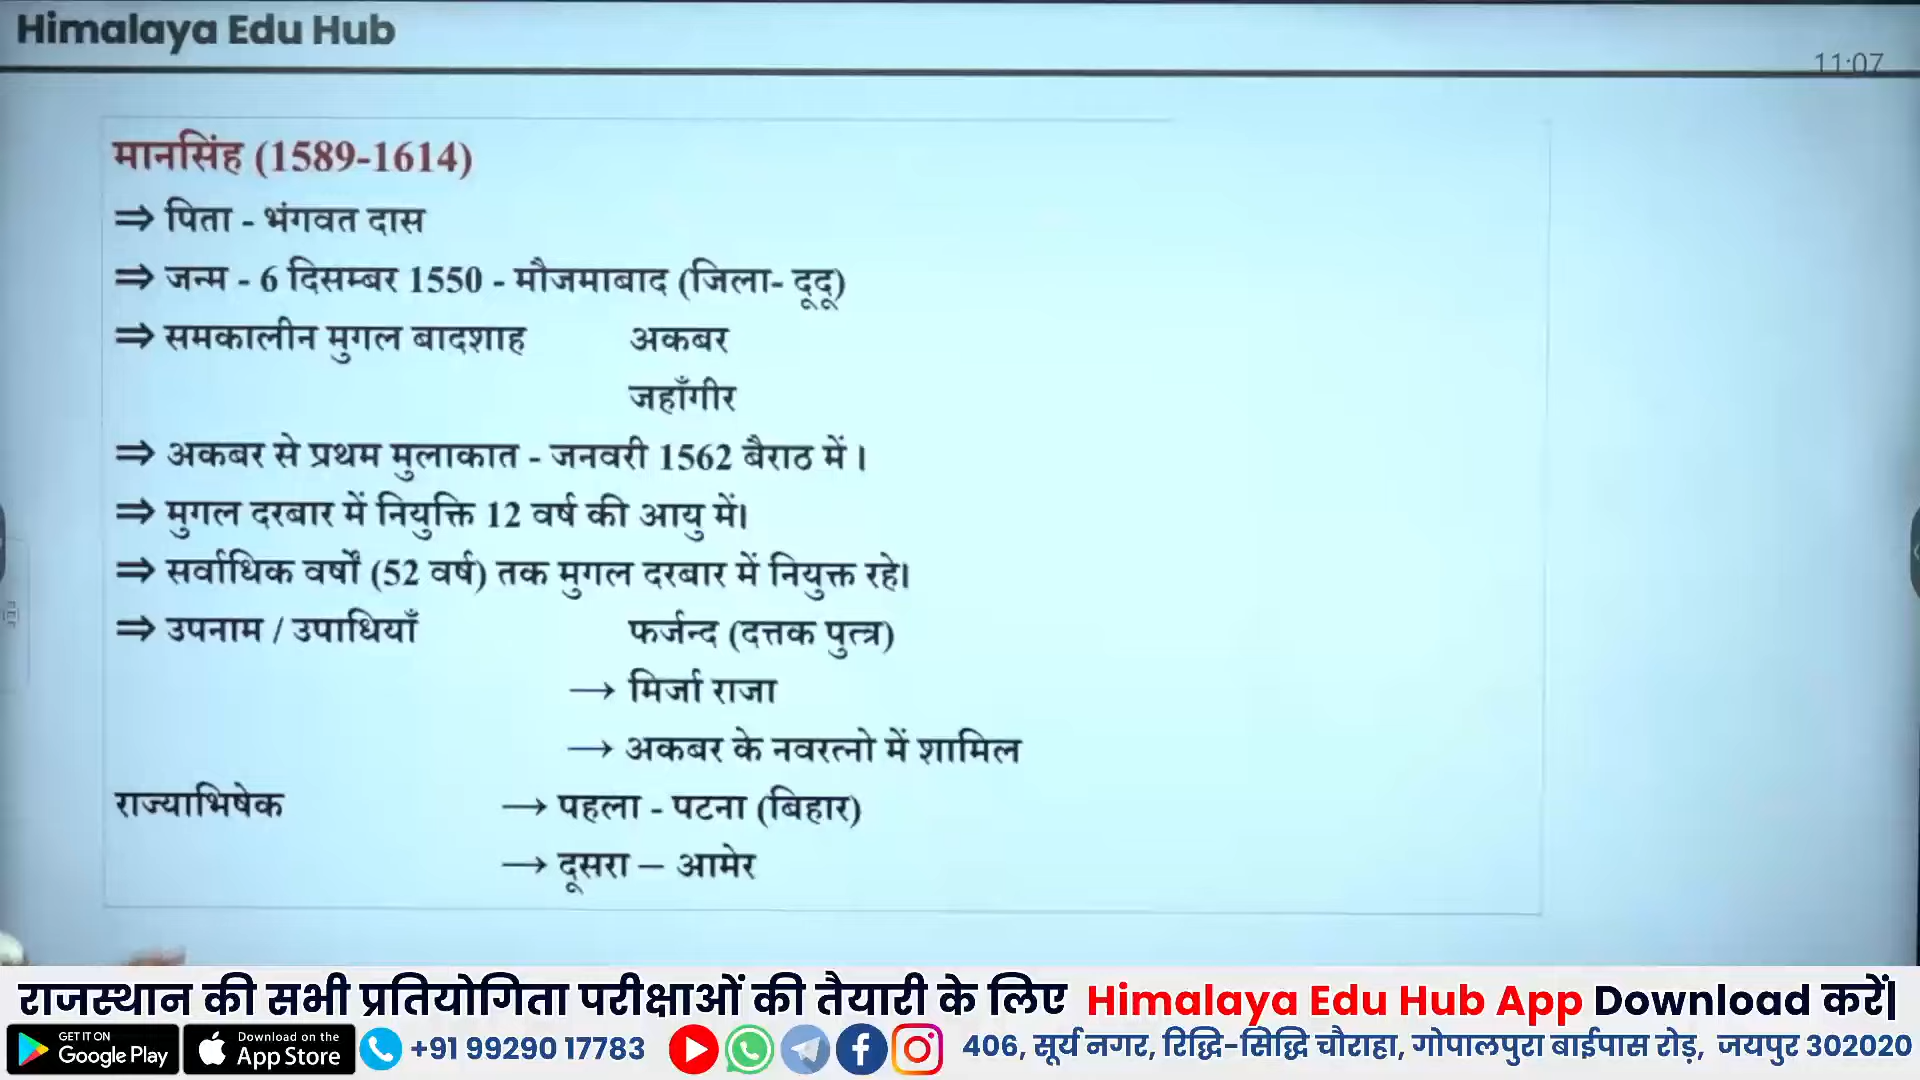 Himalaya Edu Hub
11:07
मानसिंह (1589-1614)
⇒ पिता - भंगवत दास
⇒ जन्म - 6 दिसम्बर 1550 - मौजमाबाद (जिला- दूदू)
⇒ समकालीन मुगल बादशाह अकबर
जहाँगीर
⇒ अकबर से प्रथम मुलाकात - जनवरी 1562 बैराठ में ।
⇒ मुगल दरबार में नियुक्ति 12 वर्ष की आयु में।
⇒ सर्वाधिक वर्षों (52 वर्ष) तक मुगल दरबार में नियुक्त रहे।
⇒ उपनाम / उपाधियाँ फर्जन्द (दत्तक पुत्र)
→ मिर्जा राजा
→ अकबर के नवरत्नो में शामिल
राज्याभिषेक → पहला - पटना (बिहार)
→ दूसरा – आमेर
राजस्थान की सभी प्रतियोगिता परीक्षाओं की तैयारी के लिए Himalaya Edu Hub App Download करें|
GET IT ON Google Play Download on the App Store +91 99290 17783 406, सूर्य नगर, रिद्धि-सिद्धि चौराहा, गोपालपुरा बाईपास रोड़, जयपुर 302020